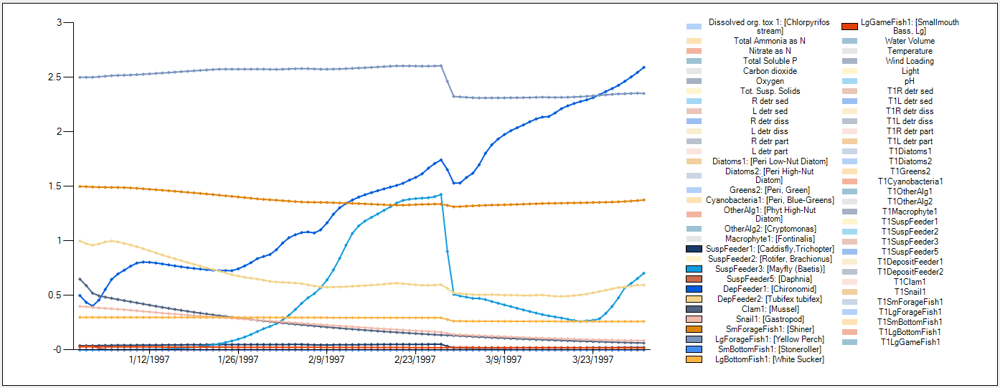 3
2.5
2
1.5
1
0.5
-0
1/12/1997
1/26/1997
2/9/1997
2/23/1997
3/9/1997
3/23/1997
Dissolved org. tox 1: [Chlorpyrifos
stream]
Total Ammonia as N
Nitrate as N
Total Soluble P
Carbon dioxide
Oxygen
Tot. Susp. Solids
R detr sed
L detr sed
R detr diss
L detr diss
R detr part
L detr part
Diatoms1: [Peri Low-Nut Diatom]
Diatoms2: [Peri High-Nut
Diatom]
Greens2: [Peri, Green]
Cyanobacteria1: [Peri, Blue-Greens]
OtherAlg1: [Phyt High-Nut
Diatom]
OtherAlg2: [Cryptomonas]
Macrophyte1: [Fontinalis]
SuspFeeder1: [Caddisfly,Trichopter]
SuspFeeder2: [Rotifer, Brachionus]
SuspFeeder3: [Mayfly (Baetis)]
SuspFeeder5: [Daphnia]
DepFeeder1: [Chironomid]
DepFeeder2: [Tubifex tubifex]
Clam1: [Mussel]
Snail1: [Gastropod]
SmForageFish1: [Shiner]
LgForageFish1: [Yellow Perch]
SmBottomFish1: [Stoneroller]
LgBottomFish1: [White Sucker]
LgGameFish1: [Smallmouth
Bass, Lg]
Water Volume
Temperature
Wind Loading
Light
pH
T1R detr sed
T1L detr sed
T1R detr diss
T1L detr diss
T1R detr part
T1L detr part
T1Diatoms1
T1Diatoms2
T1Greens2
T1Cyanobacteria1
T1OtherAlg1
T1OtherAlg2
T1Macrophyte1
T1SuspFeeder1
T1SuspFeeder2
T1SuspFeeder3
T1SuspFeeder5
T1DepositFeeder1
T1DepositFeeder2
T1Clam1
T1Snail1
T1SmForageFish1
T1LgForageFish1
T1SmBottomFish1
T1LgBottomFish1
T1LgGameFish1